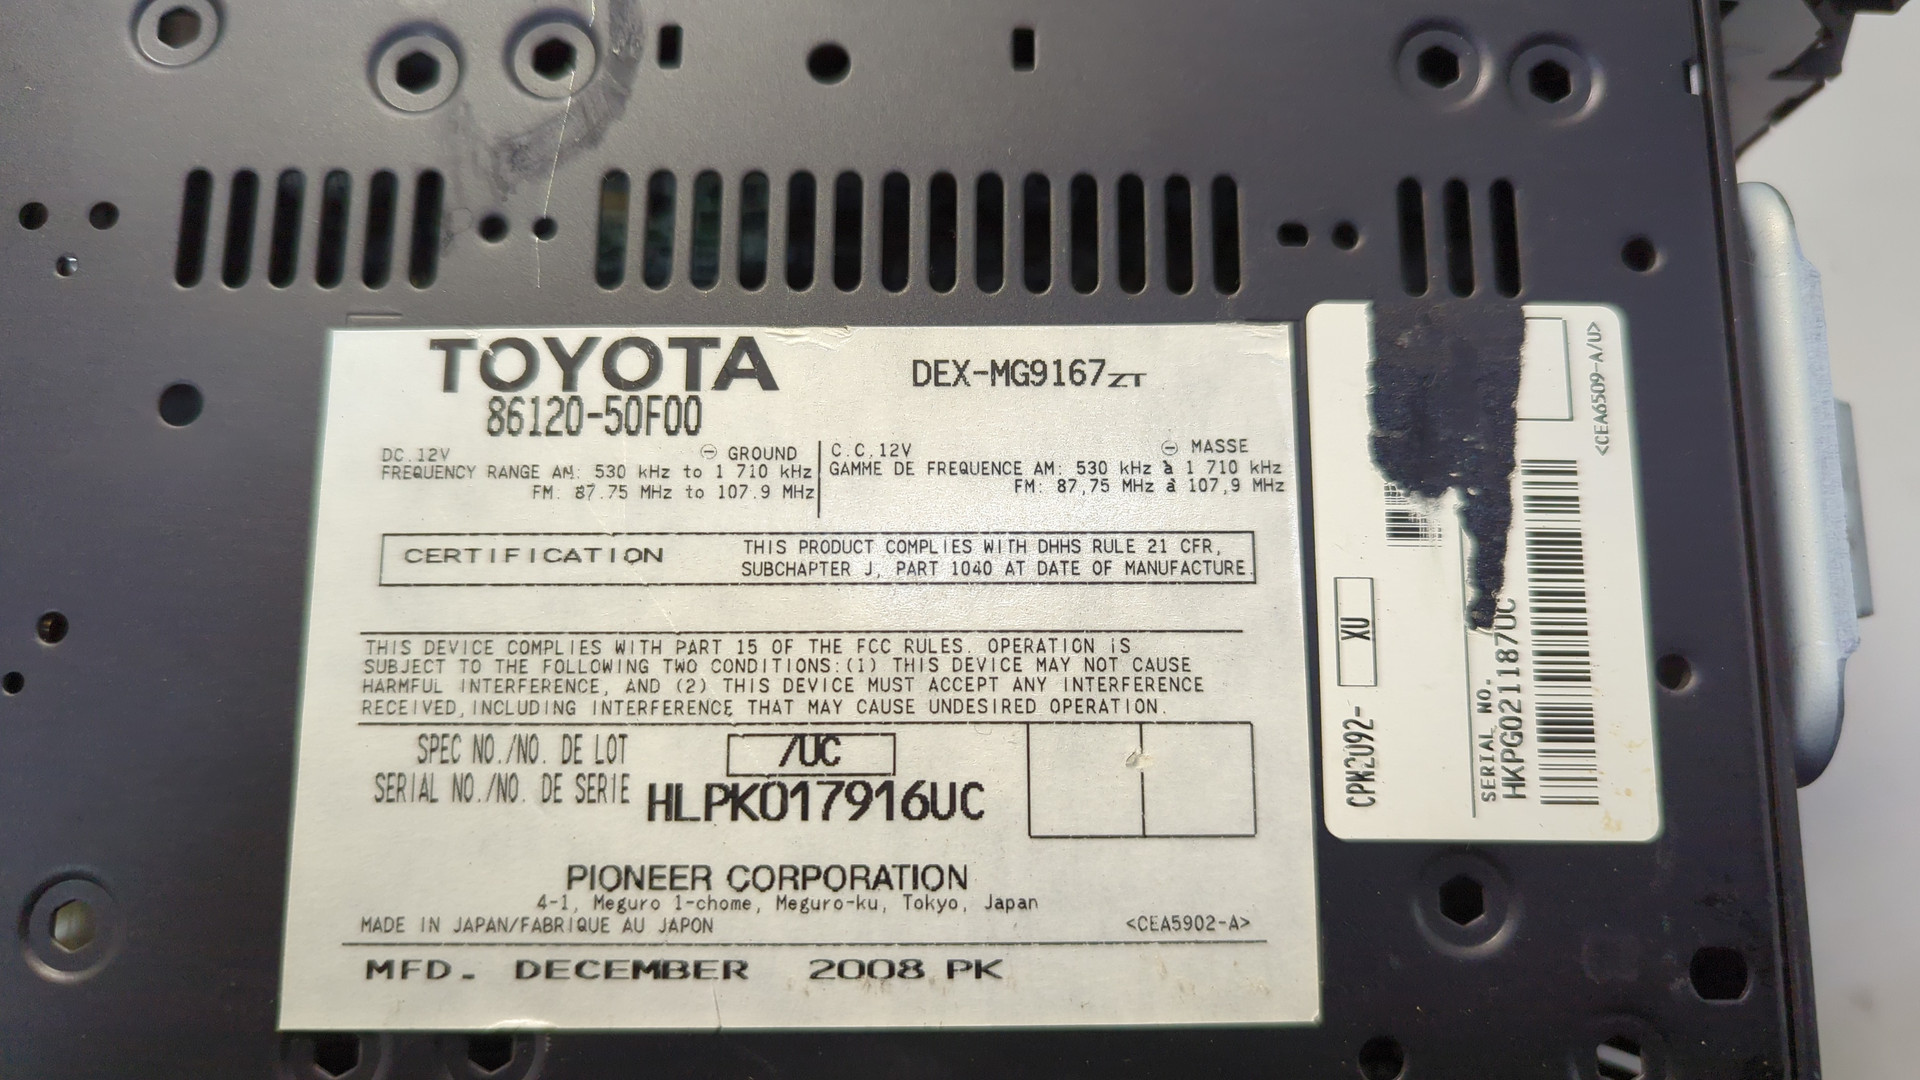 TOYOTA
86120-50F00
DEX-MG9167ZT
DC.12V ⊖ GROUND
FREQUENCY RANGE AM: 530 kHz to 1 710 kHz
FM: 87.75 MHz to 107.9 MHz
C.C.12V ⊖ MASSE
GAMME DE FREQUENCE AM: 530 kHz à 1 710 kHz
FM: 87,75 MHz à 107,9 MHz
CERTIFICATION
THIS PRODUCT COMPLIES WITH DHHS RULE 21 CFR,
SUBCHAPTER J, PART 1040 AT DATE OF MANUFACTURE.
THIS DEVICE COMPLIES WITH PART 15 OF THE FCC RULES. OPERATION IS
SUBJECT TO THE FOLLOWING TWO CONDITIONS:(1) THIS DEVICE MAY NOT CAUSE
HARMFUL INTERFERENCE, AND (2) THIS DEVICE MUST ACCEPT ANY INTERFERENCE
RECEIVED,INCLUDING INTERFERENCE THAT MAY CAUSE UNDESIRED OPERATION.
SPEC NO./NO. DE LOT /UC
SERIAL NO./NO. DE SERIE HLPK017916UC
PIONEER CORPORATION
4-1, Meguro 1-chome, Meguro-ku, Tokyo, Japan
MADE IN JAPAN/FABRIQUE AU JAPON <CEA5902-A>
MFD. DECEMBER 2008 PK
CPM2092- XU
SERIAL NO.
HKPG021187UC
<CEA6509-A/U>